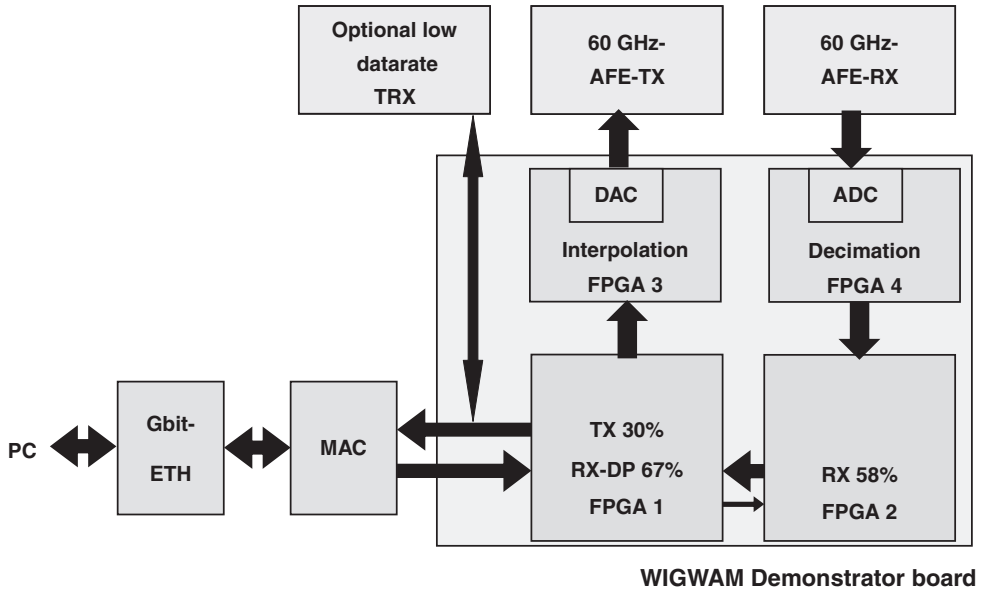 Optional low
datarate
TRX
60 GHz-
AFE-TX
60 GHz-
AFE-RX
DAC
Interpolation
FPGA 3
ADC
Decimation
FPGA 4
PC
Gbit-
ETH
MAC
TX 30%
RX-DP 67%
FPGA 1
RX 58%
FPGA 2
WIGWAM Demonstrator board